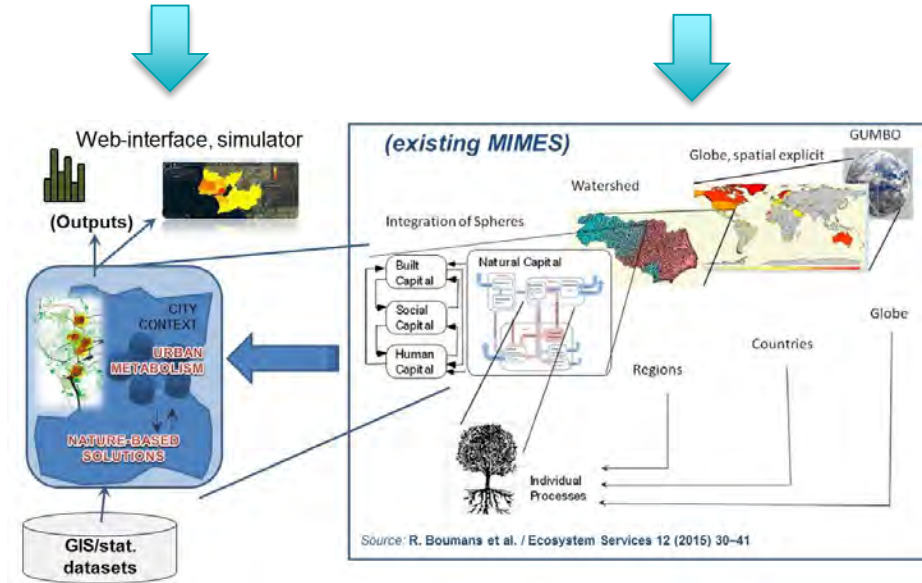 Web-interface, simulator
(Outputs)
CITY
CONTEXT
URBAN
METABOLISM
NATURE-BASED
SOLUTIONS
GIS/stat.
datasets
(existing MIMES)
GUMBO
Globe, spatial explicit
Watershed
Integration of Spheres
Built
Capital
Social
Capital
Human
Capital
Natural Capital
Globe
Countries
Regions
Individual
Processes
Source: R. Boumans et al. / Ecosystem Services 12 (2015) 30–41